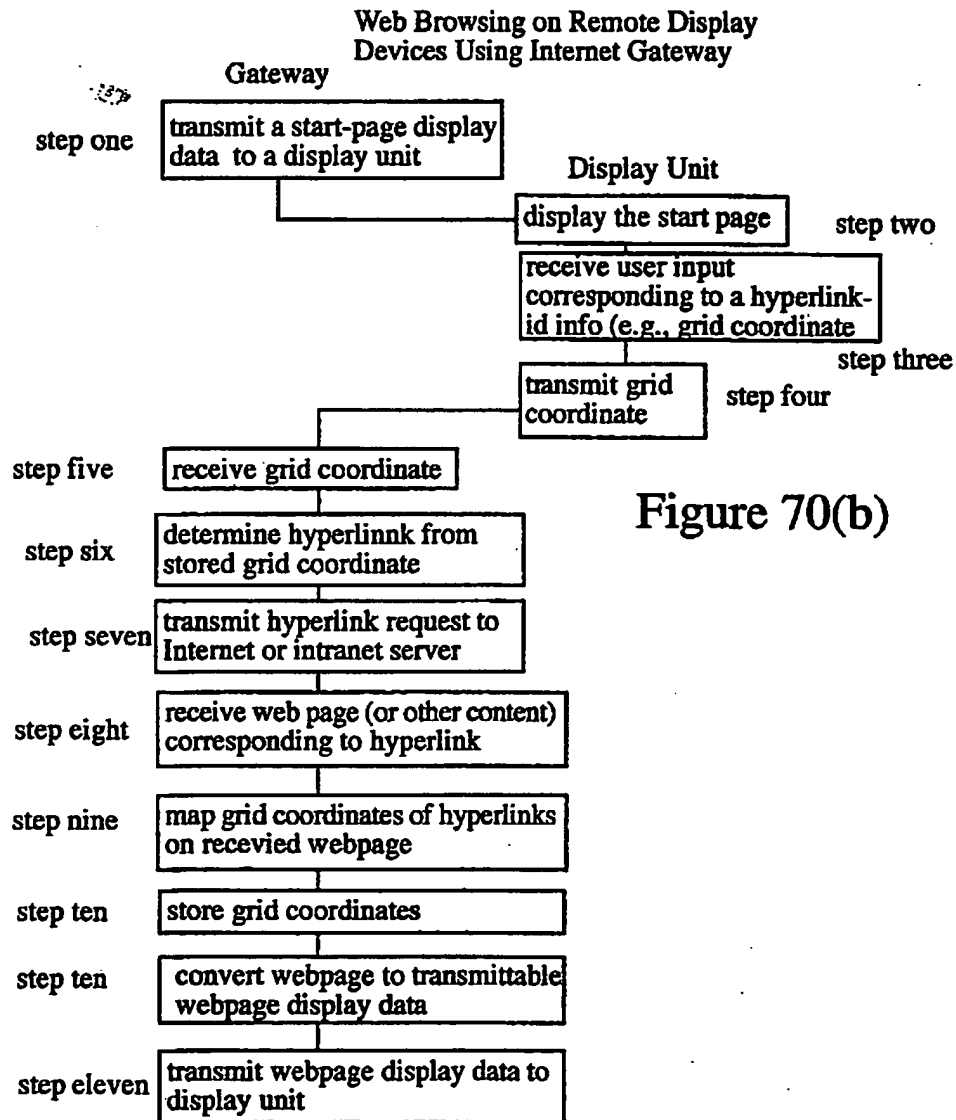 Web Browsing on Remote Display
Devices Using Internet Gateway
Gateway
step one
transmit a start-page display
data to a display unit
Display Unit
display the start page
step two
receive user input
corresponding to a hyperlink-
id info (e.g., grid coordinate
step three
transmit grid
coordinate
step four
step five
receive grid coordinate
Figure 70(b)
step six
determine hyperlinnk from
stored grid coordinate
step seven
transmit hyperlink request to
Internet or intranet server
step eight
receive web page (or other content)
corresponding to hyperlink
step nine
map grid coordinates of hyperlinks
on recevied webpage
step ten
store grid coordinates
step ten
convert webpage to transmittable
webpage display data
step eleven
transmit webpage display data to
display unit